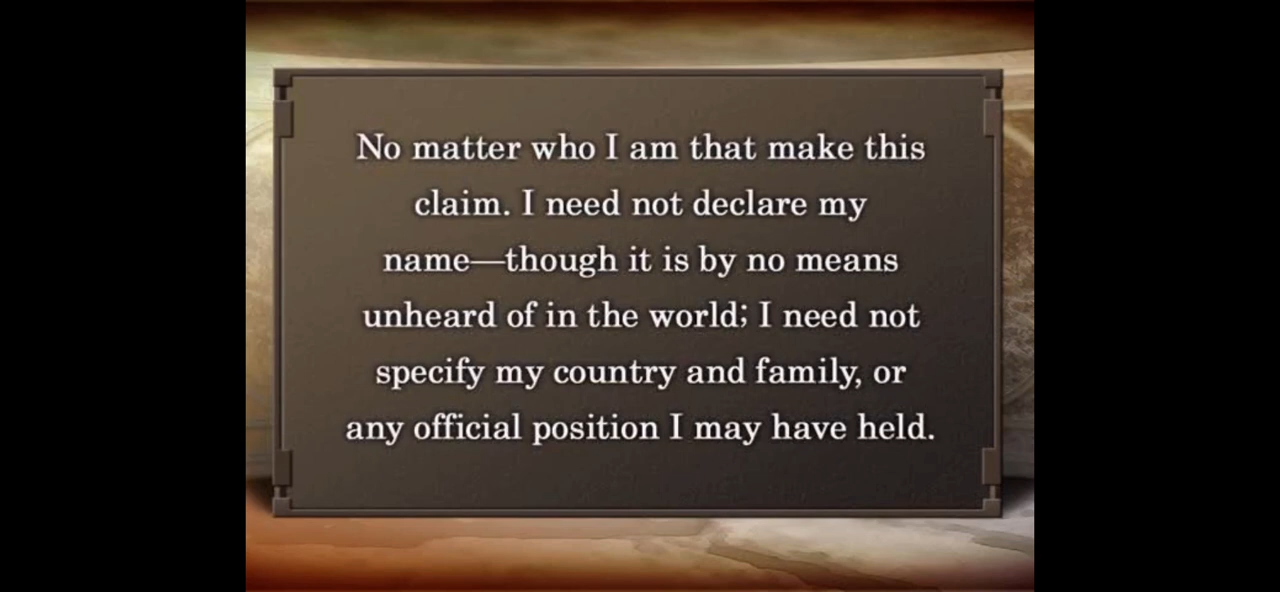 No matter who I am that make this
claim. I need not declare my
name—though it is by no means
unheard of in the world; I need not
specify my country and family, or
any official position I may have held.